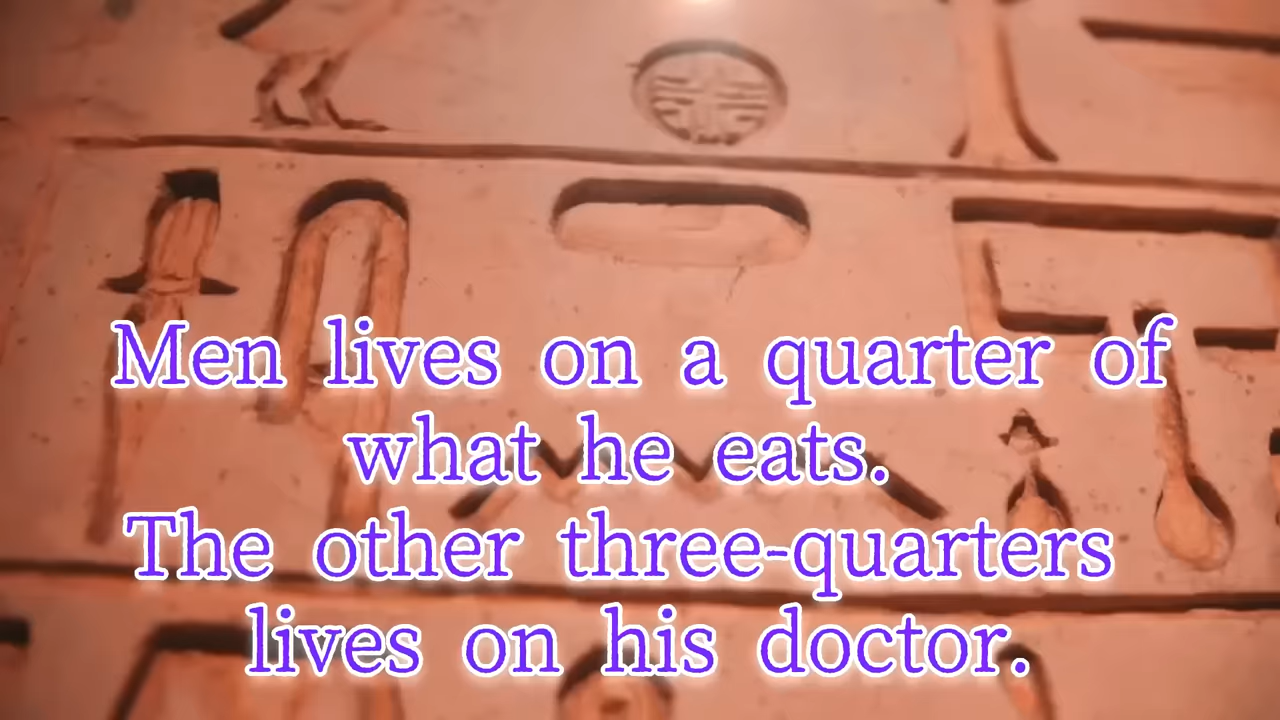 Men lives on a quarter of
what he eats.
The other three-quarters
lives on his doctor.